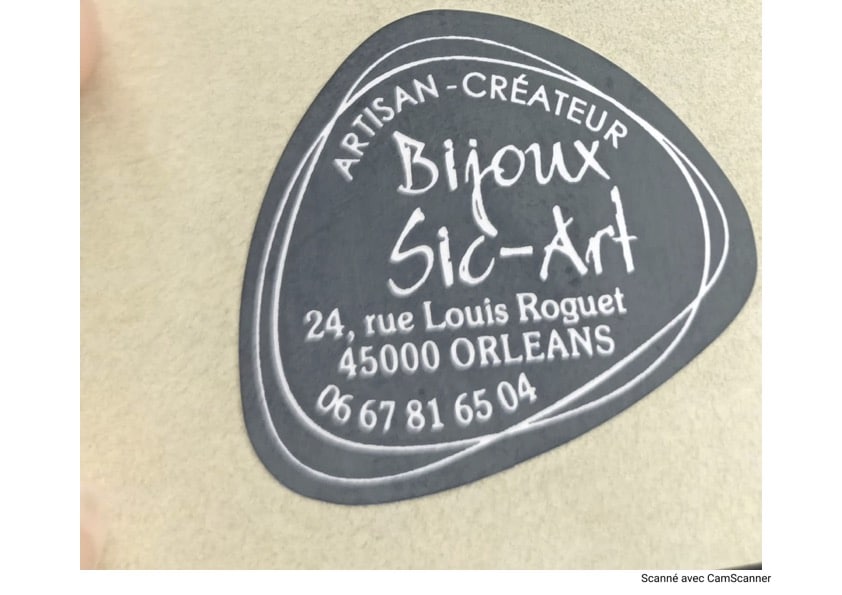 ARTISAN-CRÉATEUR
Bijoux
Sic-Art
24, rue Louis Roguet
45000 ORLEANS
06 67 81 65 04
Scanné avec CamScanner